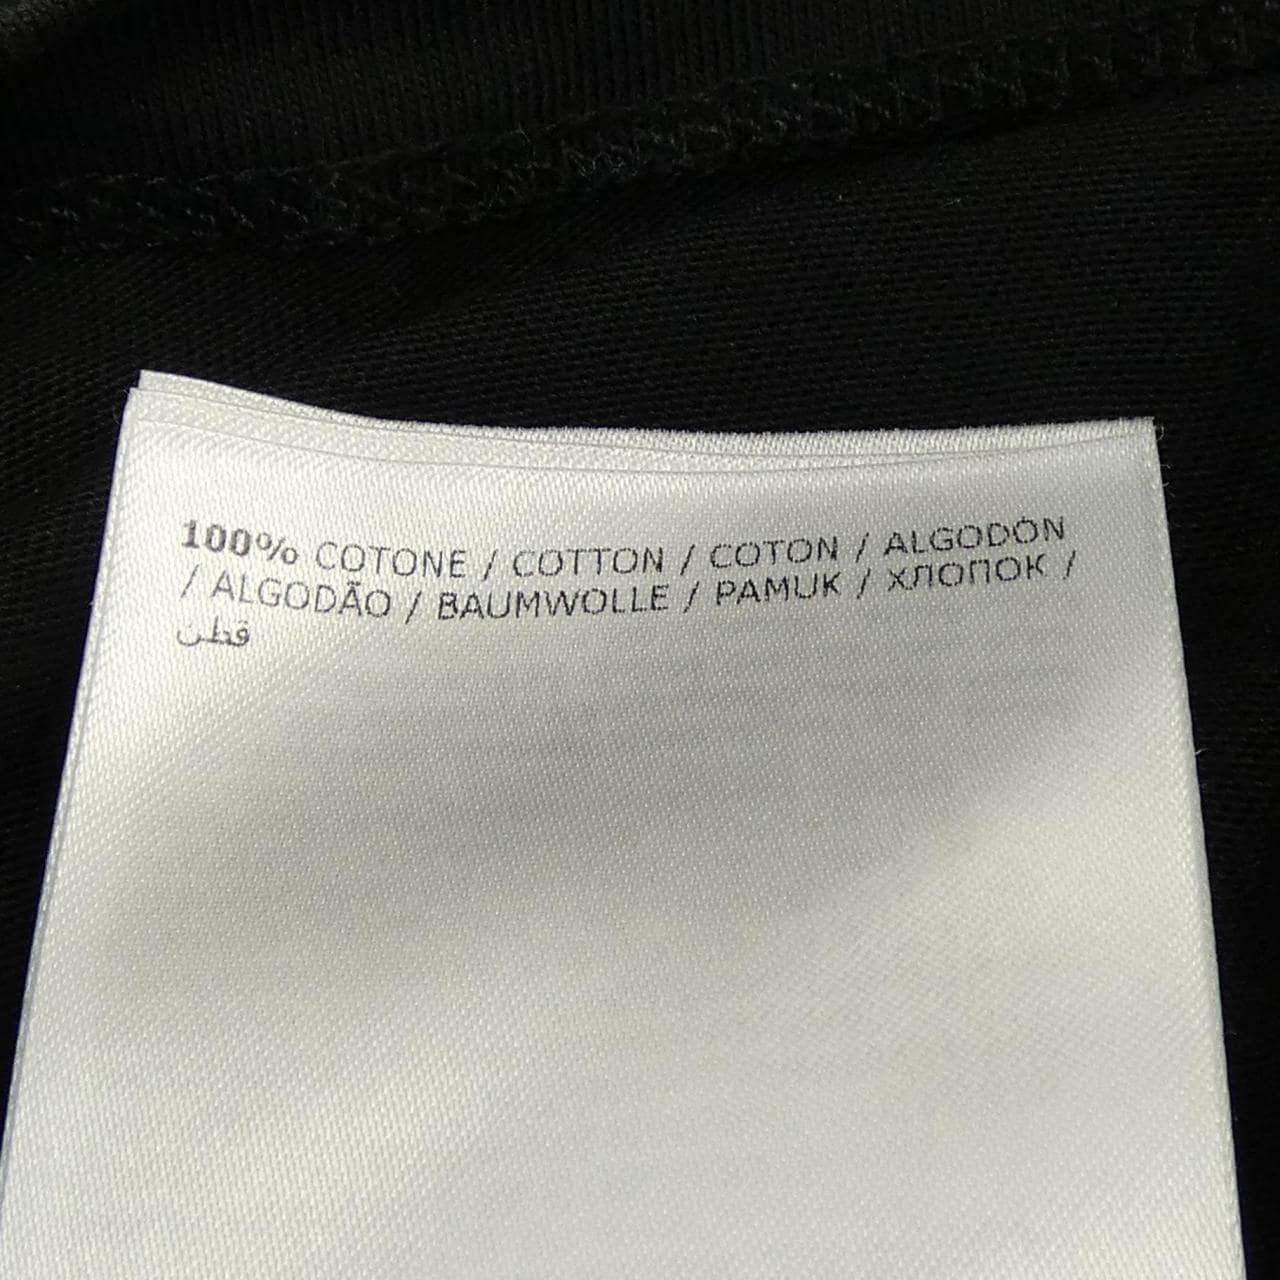 100% COTONE / COTTON / COTON / ALGODÓN
/ ALGODÃO / BAUMWOLLE / PAMUK / ХЛОПОК /
قطن